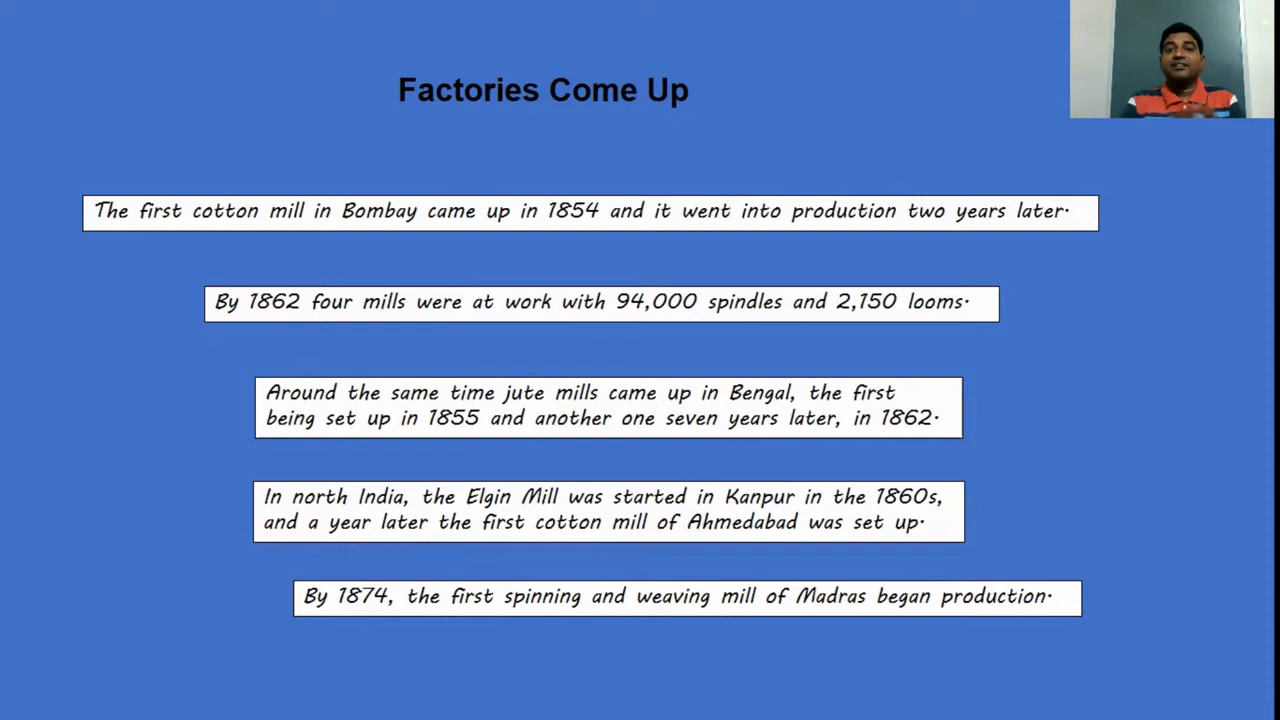 Factories Come Up
The first cotton mill in Bombay came up in 1854 and it went into production two years later.
By 1862 four mills were at work with 94,000 spindles and 2,150 looms.
Around the same time jute mills came up in Bengal, the first
being set up in 1855 and another one seven years later, in 1862.
In north India, the Elgin Mill was started in Kanpur in the 1860s,
and a year later the first cotton mill of Ahmedabad was set up.
By 1874, the first spinning and weaving mill of Madras began production.